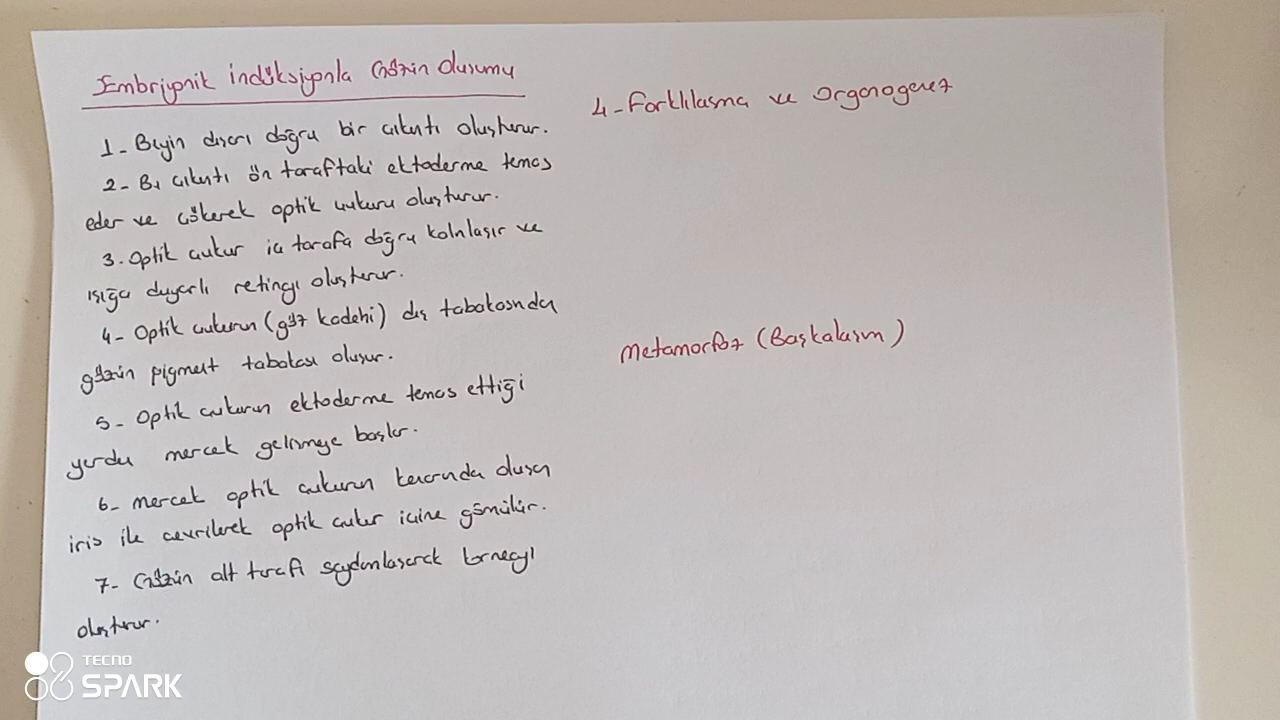 Embriyonik indüksiyonla Gözün Oluşumu
1- Beyin dışarı doğru bir çıkıntı oluşturur.
2- Bu çıkıntı ön taraftaki ektoderme temas
eder ve çökerek optik çukuru oluşturur.
3. Optik çukur iç tarafa doğru kalınlaşır ve
ışığa duyarlı retinayı oluşturur.
4- Optik çukurun (göz kadehi) dış tabakasında
gözün pigment tabakası oluşur.
5- Optik çukurun ektoderme temas ettiği
yerde mercek gelişmeye başlar.
6- mercek optik çukurun kenarında oluşan
iris ile çevrilerek optik çukur içine gömülür.
7- Gözün alt tarafı saydamlaşarak korneayı
oluşturur.
4- Farklılaşma ve Organogenez
Metamorfoz (Başkalaşım)
TECNO
SPARK